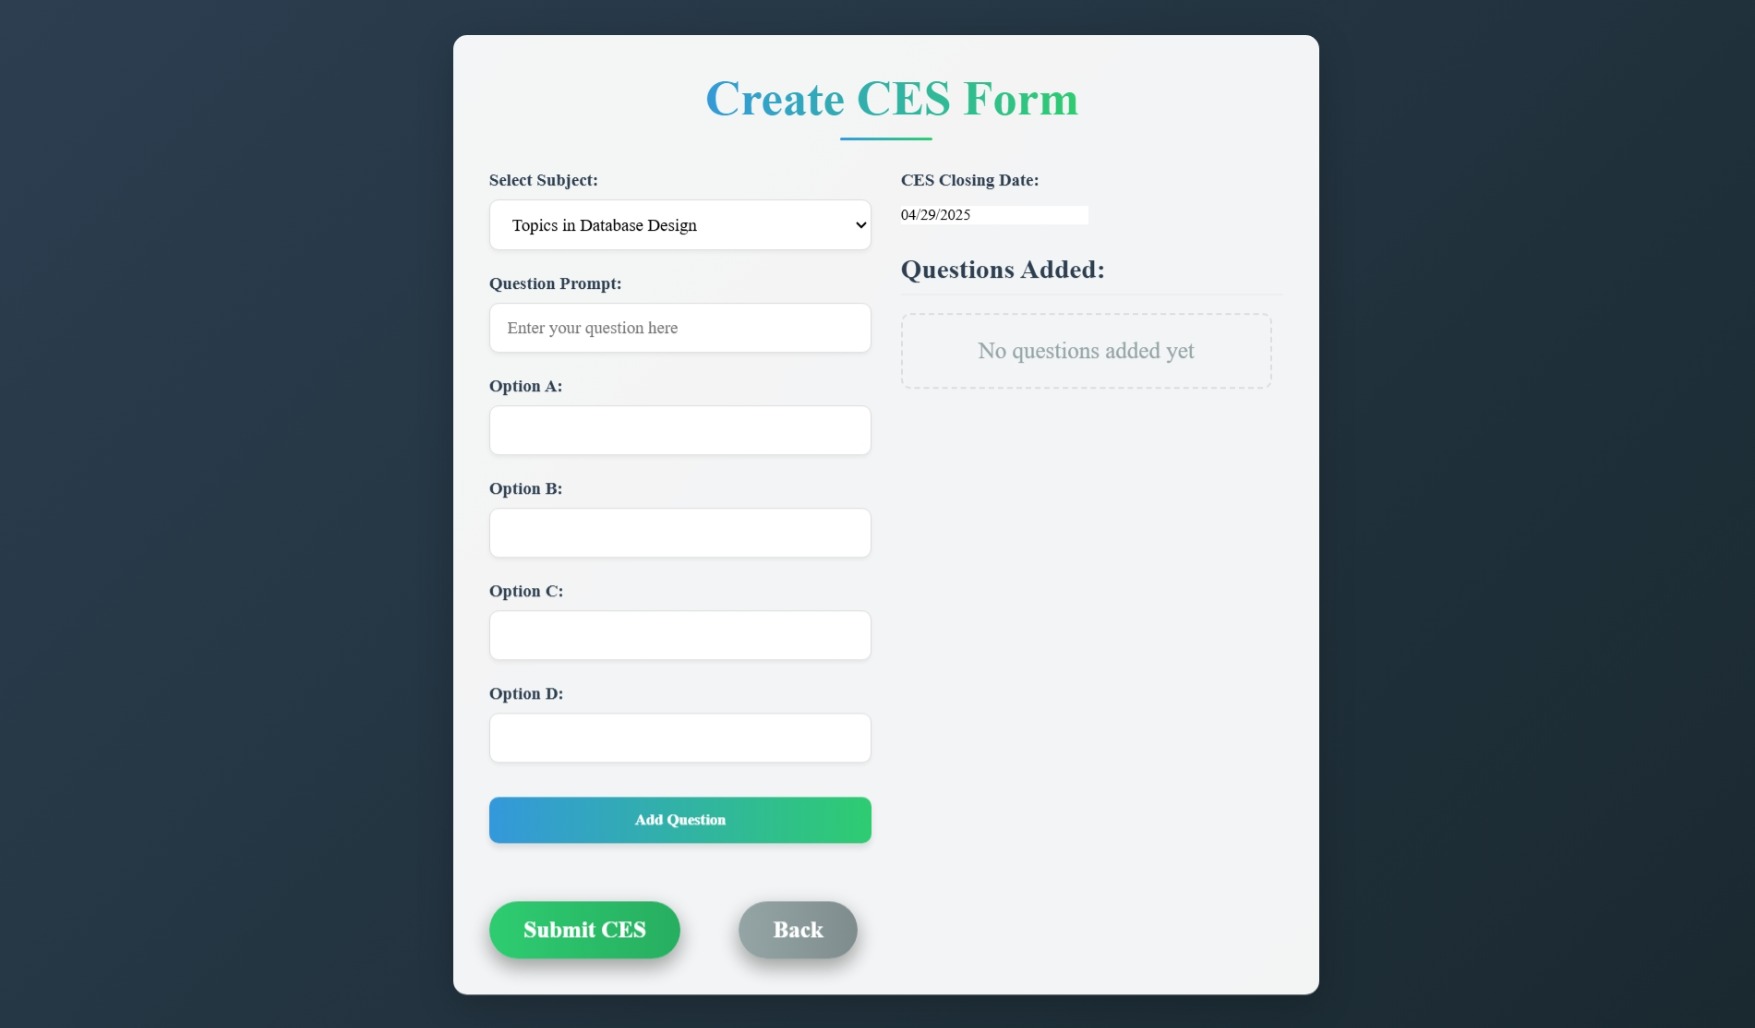 Create CES Form
Select Subject:
Topics in Database Design
Question Prompt:
Enter your question here
Option A:
Option B:
Option C:
Option D:
Add Question
CES Closing Date:
04/29/2025
Questions Added:
No questions added yet
Submit CES
Back